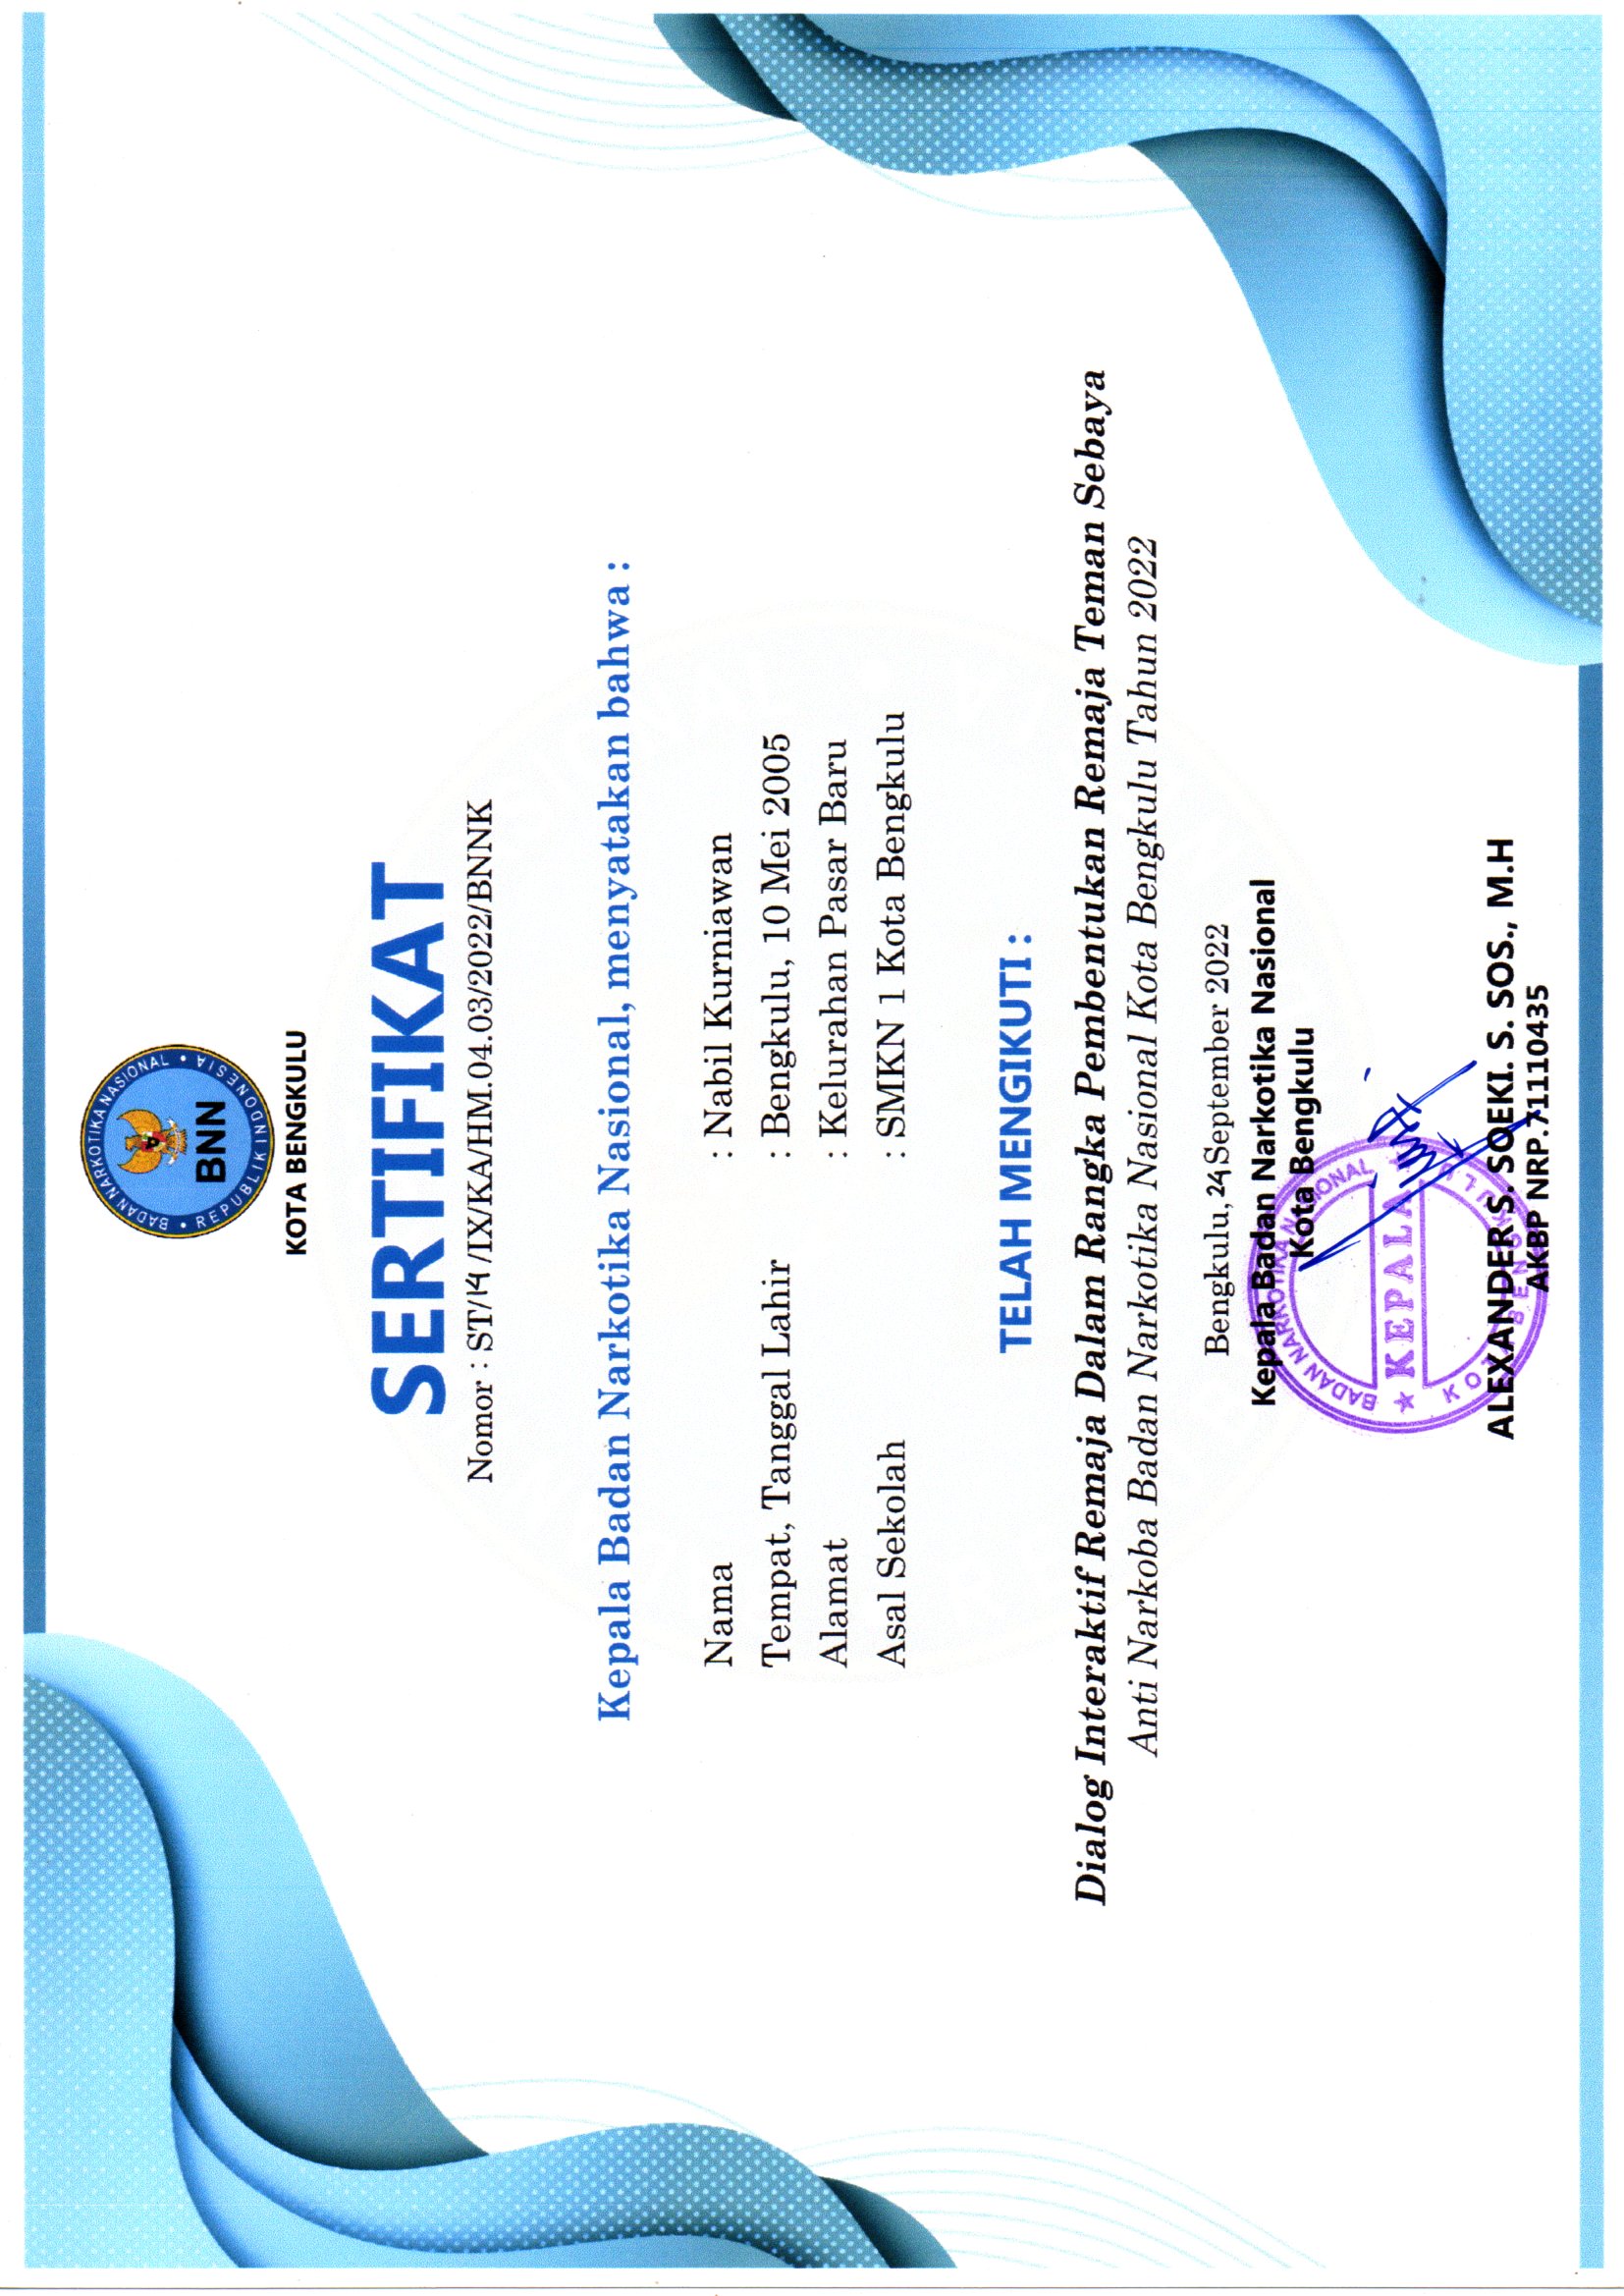 BADAN NARKOTIKA NASIONAL
BNN
REPUBLIK INDONESIA
KOTA BENGKULU
SERTIFIKAT
Nomor : ST/14/IX/KA/HM.04.03/2022/BNNK
Kepala Badan Narkotika Nasional, menyatakan bahwa :
Nama : Nabil Kurniawan
Tempat, Tanggal Lahir : Bengkulu, 10 Mei 2005
Alamat : Kelurahan Pasar Baru
Asal Sekolah : SMKN 1 Kota Bengkulu
TELAH MENGIKUTI :
Dialog Interaktif Remaja Dalam Rangka Pembentukan Remaja Teman Sebaya
Anti Narkoba Badan Narkotika Nasional Kota Bengkulu Tahun 2022
Bengkulu, 24 September 2022
Kepala Badan Narkotika Nasional
Kota Bengkulu
BADAN NARKOTIKA NASIONAL
KEPALA
KOTA BENGKULU
ALEXANDER S. SOEKI. S. SOS., M.H
AKBP NRP.71110435